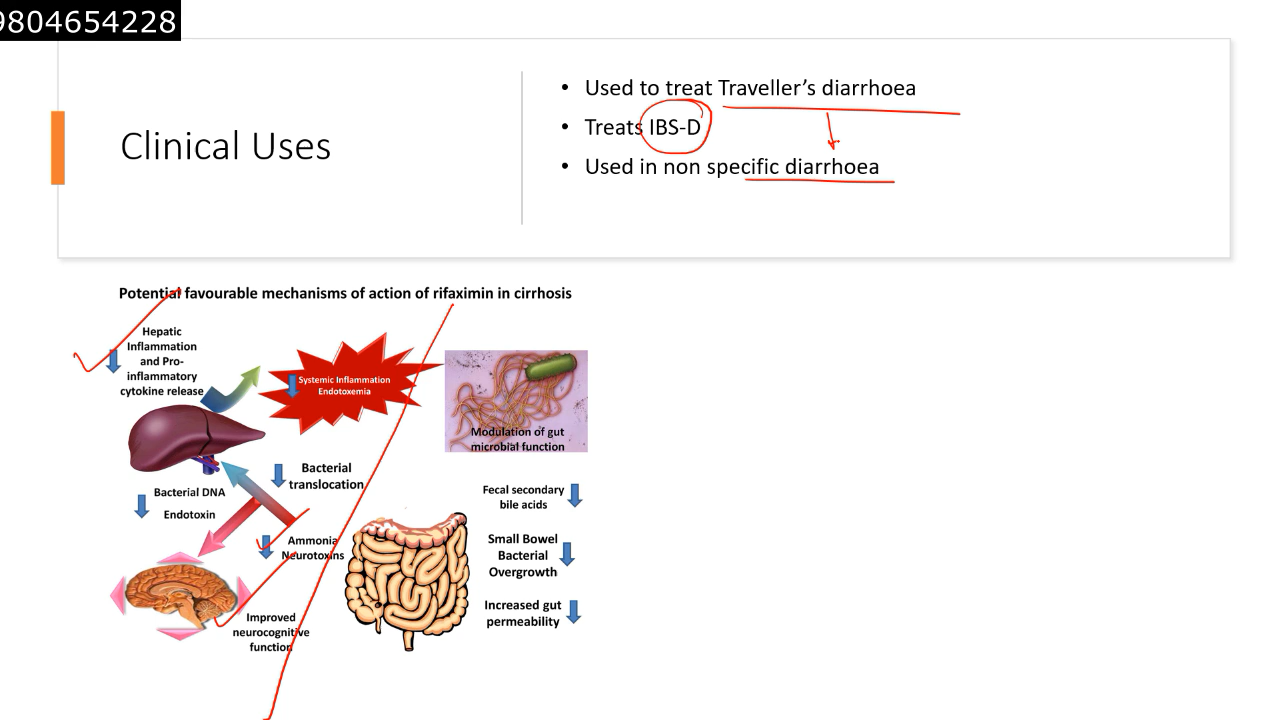 9804654228
Clinical Uses
• Used to treat Traveller's diarrhoea
• Treats IBS-D
• Used in non specific diarrhoea
Potential favourable mechanisms of action of rifaximin in cirrhosis
Hepatic
Inflammation
and Pro-
inflammatory
cytokine release
Systemic Inflammation
Endotoxemia
Modulation of gut
microbial function
Bacterial
translocation
Bacterial DNA
Endotoxin
Ammonia
Neurotoxins
Improved
neurocognitive
function
Fecal secondary
bile acids
Small Bowel
Bacterial
Overgrowth
Increased gut
permeability